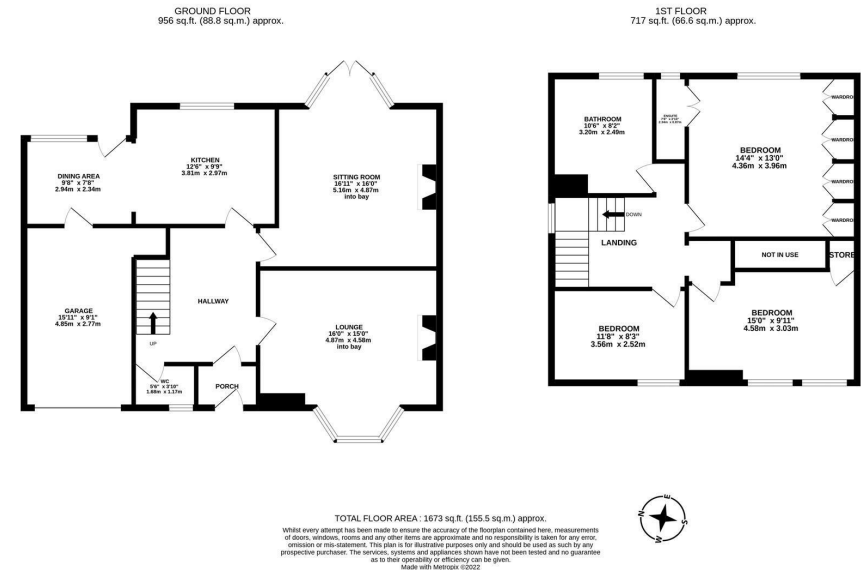 GROUND FLOOR
956 sq.ft. (88.8 sq.m.) approx.
1ST FLOOR
717 sq.ft. (66.6 sq.m.) approx.
DINING AREA
9'8" x 7'8"
2.94m x 2.34m
KITCHEN
12'6" x 9'9"
3.81m x 2.97m
SITTING ROOM
16'11" x 16'0"
5.16m x 4.87m
into bay
GARAGE
15'11" x 9'1"
4.85m x 2.77m
UP
HALLWAY
LOUNGE
16'0" x 15'0"
4.87m x 4.58m
into bay
WC
5'6" x 3'10"
1.68m x 1.17m
PORCH
BATHROOM
10'6" x 8'2"
3.20m x 2.49m
ENSUITE
BEDROOM
14'4" x 13'0"
4.36m x 3.96m
WARDRO
WARDRO
WARDRO
WARDRO
DOWN
LANDING
NOT IN USE
STORE
BEDROOM
11'8" x 8'3"
3.56m x 2.52m
BEDROOM
15'0" x 9'11"
4.58m x 3.03m
N
E
S
W
TOTAL FLOOR AREA : 1673 sq.ft. (155.5 sq.m.) approx.
Whilst every attempt has been made to ensure the accuracy of the floorplan contained here, measurements
of doors, windows, rooms and any other items are approximate and no responsibility is taken for any error,
omission or mis-statement. This plan is for illustrative purposes only and should be used as such by any
prospective purchaser. The services, systems and appliances shown have not been tested and no guarantee
as to their operability or efficiency can be given.
Made with Metropix ©2022